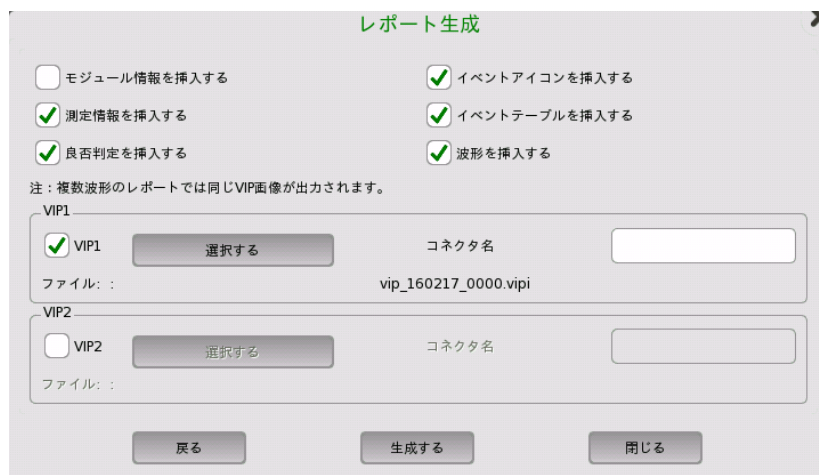 レポート生成
モジュール情報を挿入する
イベントアイコンを挿入する
測定情報を挿入する
イベントテーブルを挿入する
良否判定を挿入する
波形を挿入する
注：複数波形のレポートでは同じVIP画像が出力されます。
VIP1
VIP1 選択する コネクタ名
ファイル: : vip_160217_0000.vipi
VIP2
VIP2 選択する コネクタ名
ファイル: :
戻る 生成する 閉じる